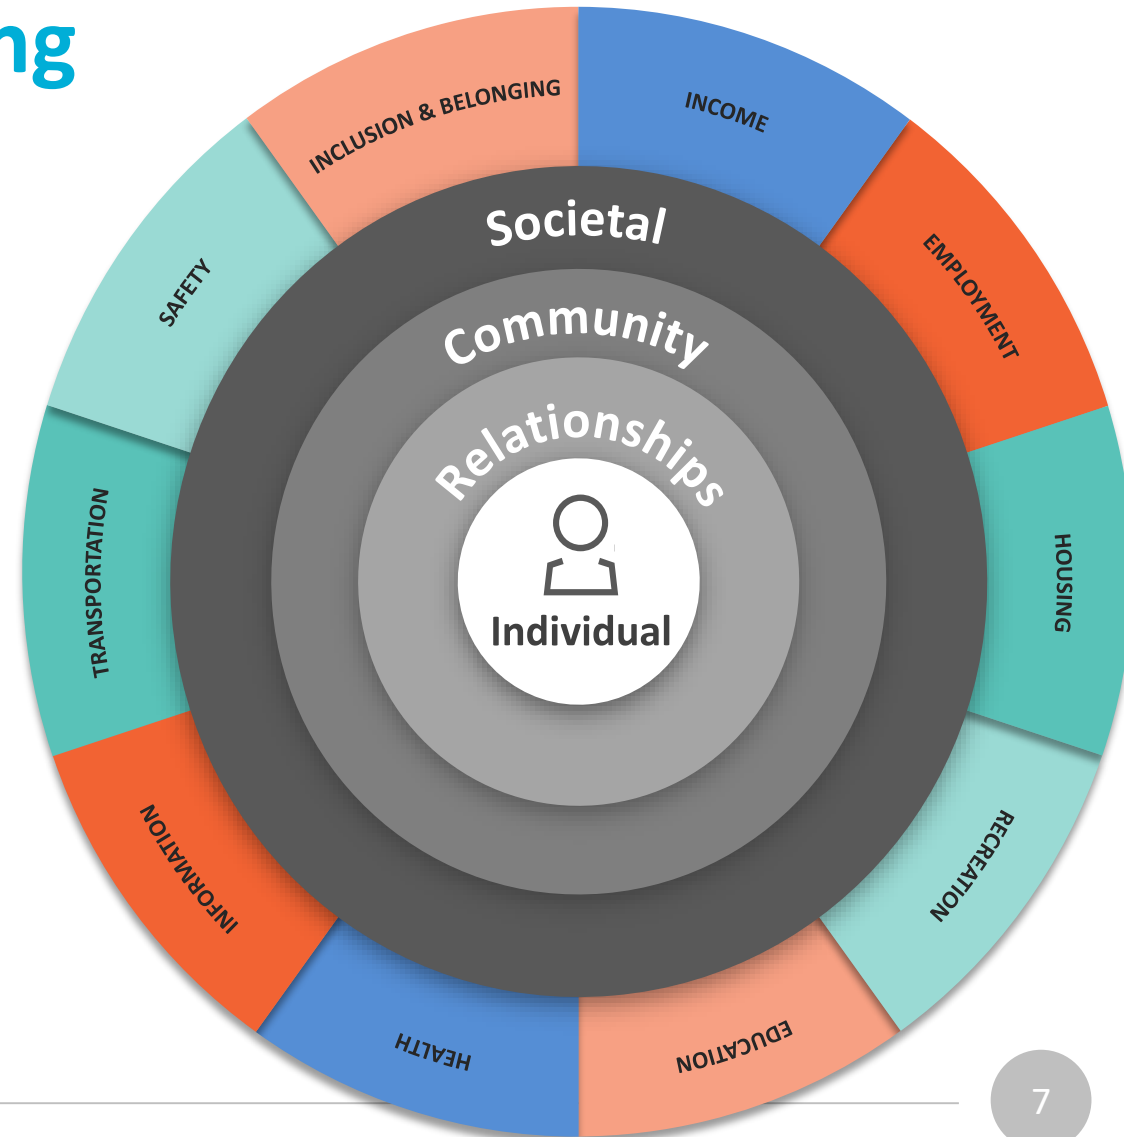 ng
INCLUSION & BELONGING
INCOME
EMPLOYMENT
HOUSING
RECREATION
EDUCATION
HEALTH
INFORMATION
TRANSPORTATION
SAFETY
Societal
Community
Relationships
Individual
7